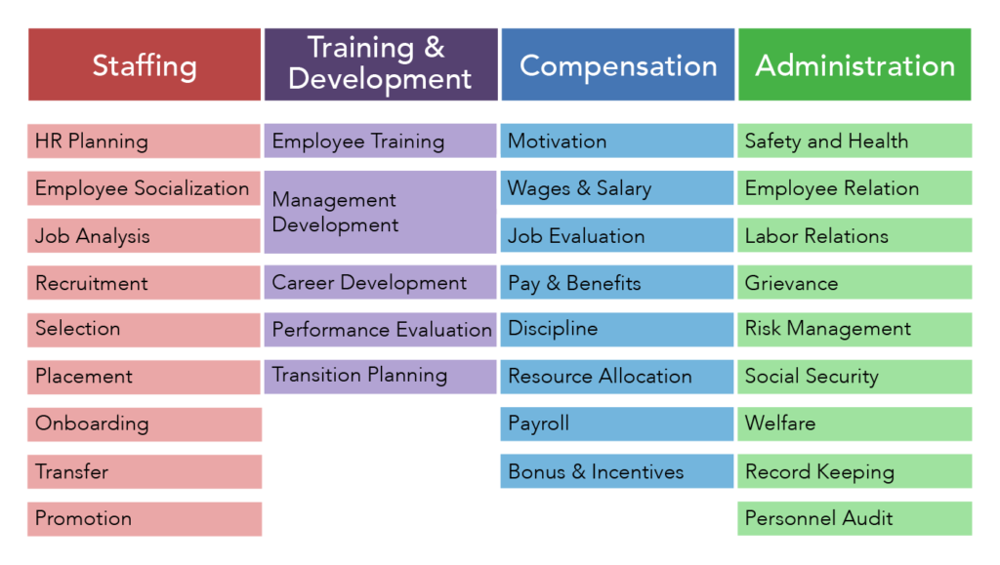 Staffing
HR Planning
Employee Socialization
Job Analysis
Recruitment
Selection
Placement
Onboarding
Transfer
Promotion
Training &
Development
Employee Training
Management
Development
Career Development
Performance Evaluation
Transition Planning
Compensation
Motivation
Wages & Salary
Job Evaluation
Pay & Benefits
Discipline
Resource Allocation
Payroll
Bonus & Incentives
Administration
Safety and Health
Employee Relation
Labor Relations
Grievance
Risk Management
Social Security
Welfare
Record Keeping
Personnel Audit